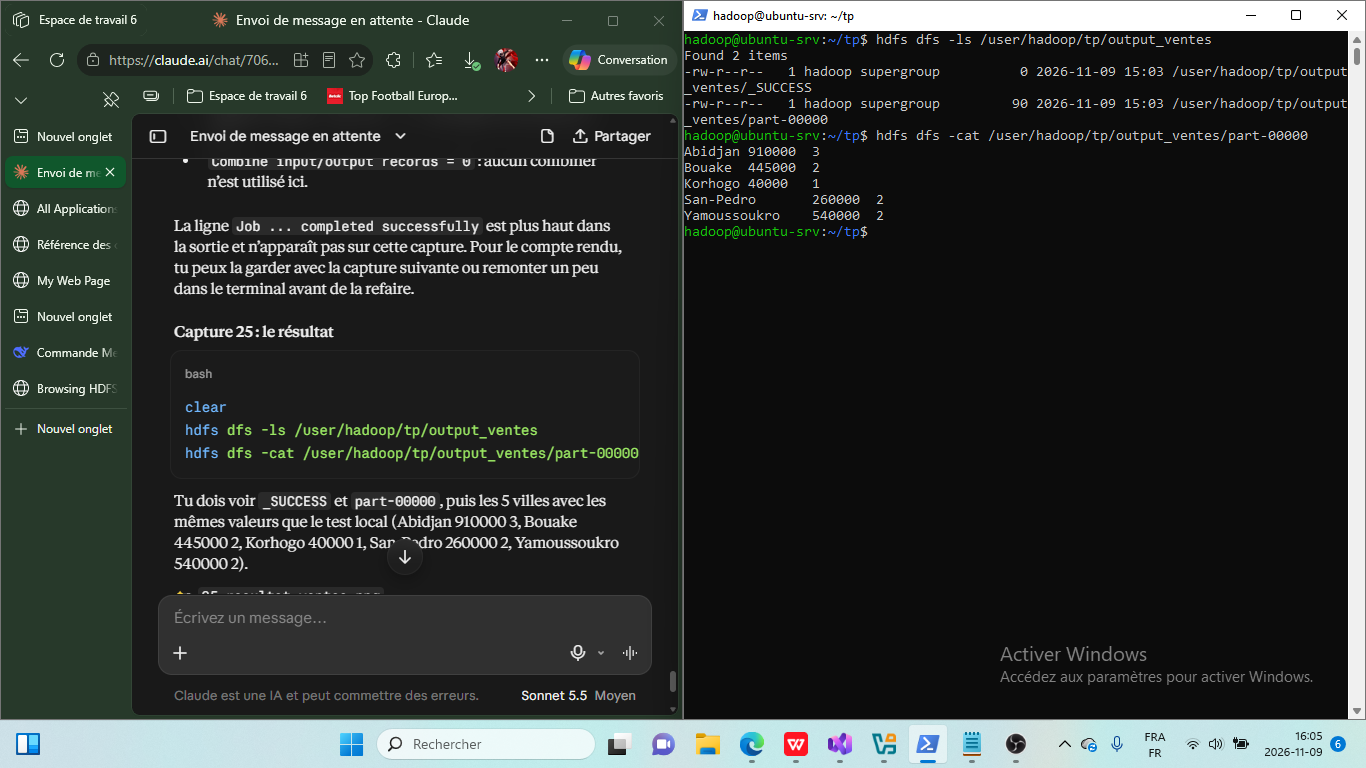 Espace de travail 6
Envoi de message en attente - Claude
https://claude.ai/chat/706...
Conversation
Espace de travail 6
Top Football Europ...
Autres favoris
Nouvel onglet
Envoi de me
All Application
Référence des
My Web Page
Nouvel onglet
Commande Me
Browsing HDFS
Nouvel onglet
Envoi de message en attente
Partager
Combine input/output records = 0 : aucun combiner
n'est utilisé ici.
La ligne Job ... completed successfully est plus haut dans
la sortie et n'apparaît pas sur cette capture. Pour le compte rendu,
tu peux la garder avec la capture suivante ou remonter un peu
dans le terminal avant de la refaire.
Capture 25 : le résultat
bash
clear
hdfs dfs -ls /user/hadoop/tp/output_ventes
hdfs dfs -cat /user/hadoop/tp/output_ventes/part-00000
Tu dois voir _SUCCESS et part-00000, puis les 5 villes avec les
mêmes valeurs que le test local (Abidjan 910000 3, Bouake
445000 2, Korhogo 40000 1, San-Pedro 260000 2, Yamoussoukro
540000 2).
Écrivez un message...
Claude est une IA et peut commettre des erreurs.
Sonnet 5.5 Moyen
hadoop@ubuntu-srv: ~/tp
hadoop@ubuntu-srv:~/tp$ hdfs dfs -ls /user/hadoop/tp/output_ventes
Found 2 items
-rw-r--r--   1 hadoop supergroup          0 2026-11-09 15:03 /user/hadoop/tp/output
_ventes/_SUCCESS
-rw-r--r--   1 hadoop supergroup         90 2026-11-09 15:03 /user/hadoop/tp/output
_ventes/part-00000
hadoop@ubuntu-srv:~/tp$ hdfs dfs -cat /user/hadoop/tp/output_ventes/part-00000
Abidjan 910000  3
Bouake  445000  2
Korhogo 40000   1
San-Pedro       260000  2
Yamoussoukro    540000  2
hadoop@ubuntu-srv:~/tp$
Activer Windows
Accédez aux paramètres pour activer Windows.
Rechercher
FRA
FR
16:05
2026-11-09
6